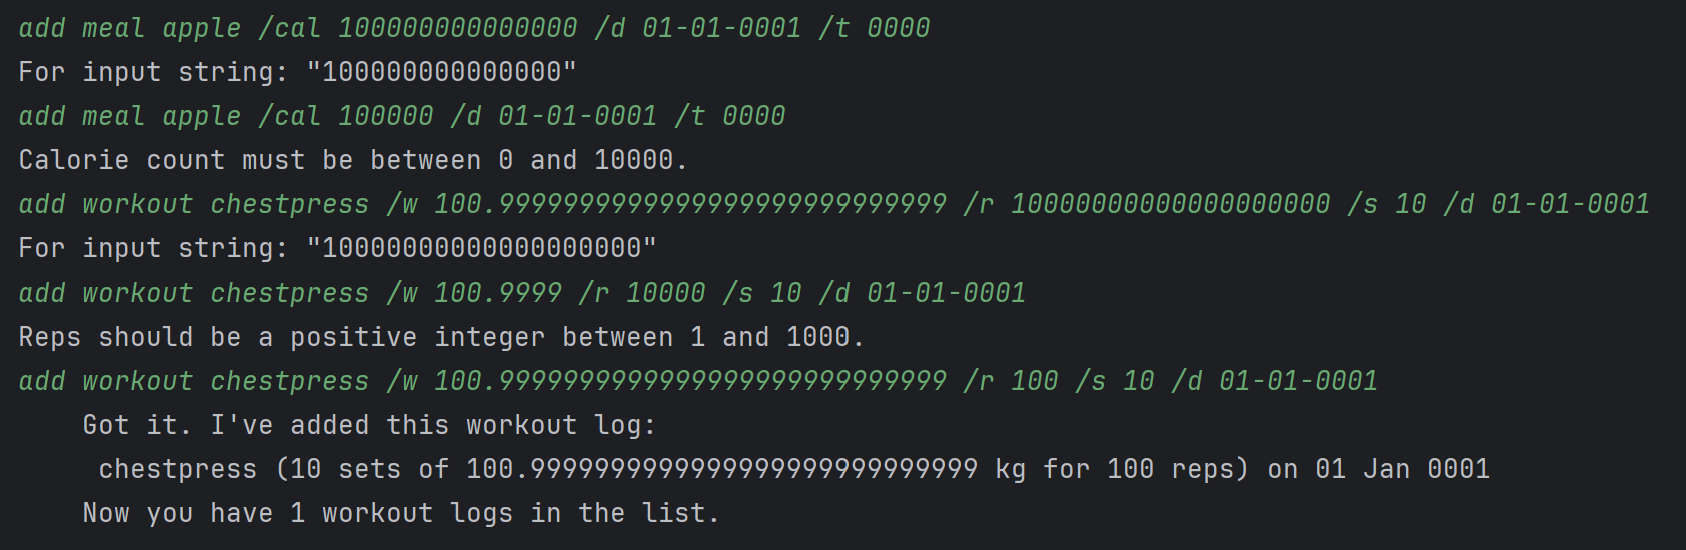 add meal apple /cal 100000000000000 /d 01-01-0001 /t 0000
For input string: "100000000000000"
add meal apple /cal 100000 /d 01-01-0001 /t 0000
Calorie count must be between 0 and 10000.
add workout chestpress /w 100.9999999999999999999999999999 /r 10000000000000000000 /s 10 /d 01-01-0001
For input string: "10000000000000000000"
add workout chestpress /w 100.9999 /r 10000 /s 10 /d 01-01-0001
Reps should be a positive integer between 1 and 1000.
add workout chestpress /w 100.9999999999999999999999999999 /r 100 /s 10 /d 01-01-0001
Got it. I've added this workout log:
chestpress (10 sets of 100.9999999999999999999999999999 kg for 100 reps) on 01 Jan 0001
Now you have 1 workout logs in the list.